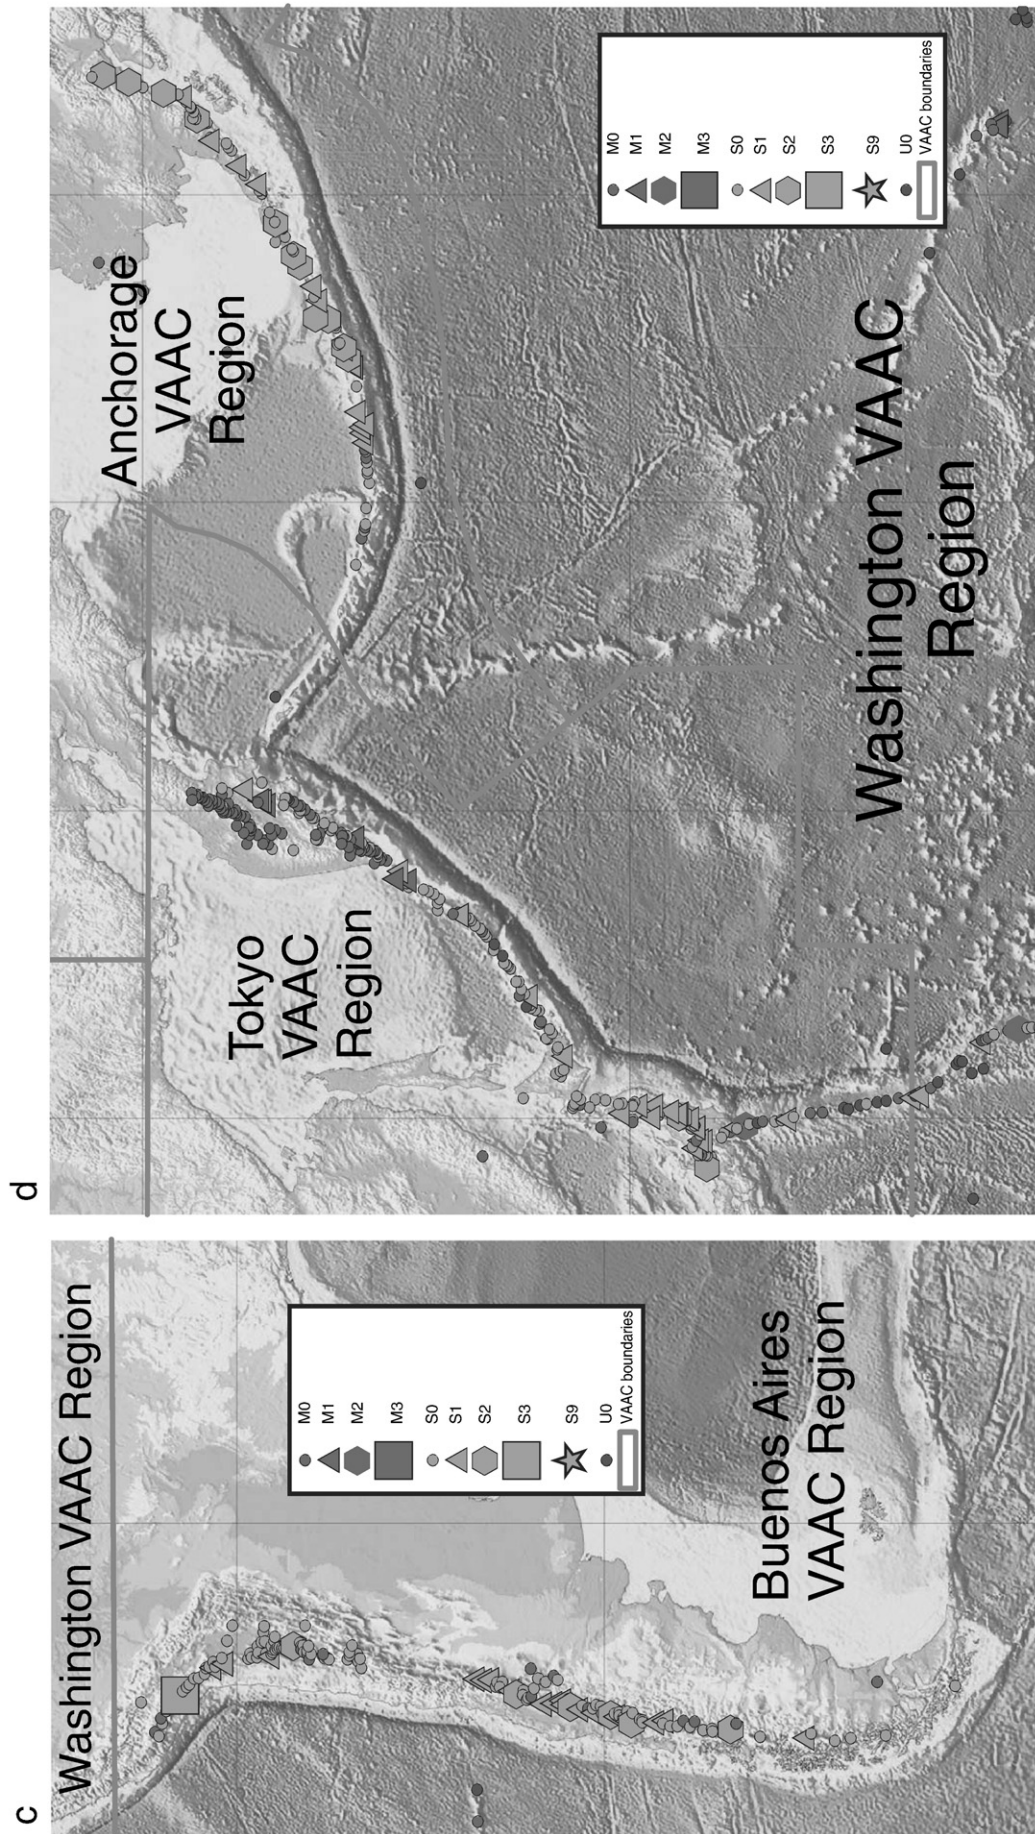 c
Washington VAAC Region
M0
M1
M2
M3
S0
S1
S2
S3
S9
U0
VAAC boundaries
Buenos Aires
VAAC Region
d
Anchorage
VAAC
Region
Tokyo
VAAC
Region
M0
M1
M2
M3
S0
S1
S2
S3
S9
U0
VAAC boundaries
Washington VAAC
Region